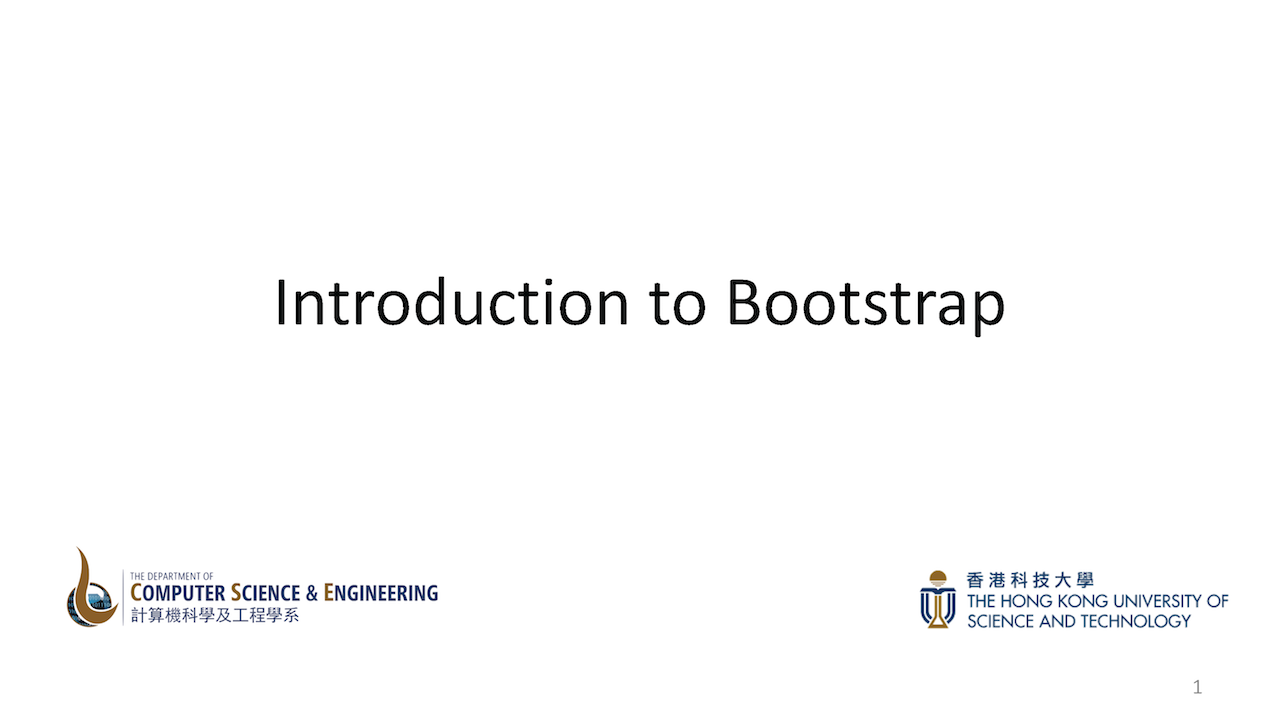 Introduction to Bootstrap
THE DEPARTMENT OF
COMPUTER SCIENCE & ENGINEERING
計算機科學及工程學系
香港科技大學
THE HONG KONG UNIVERSITY OF
SCIENCE AND TECHNOLOGY
1